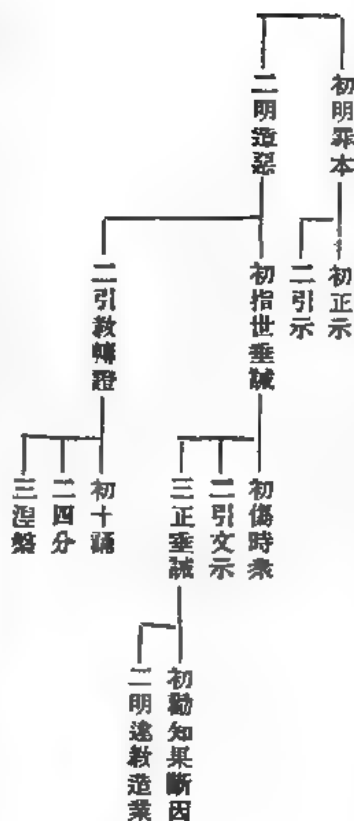 初明罪本
初正示
二引示
二明造惡
初指世垂誡
初傷時衆
二引文示
三正垂誡
初勸知果斷因
二明違教造業
二引教轉證
初十誦
二四分
三涅槃